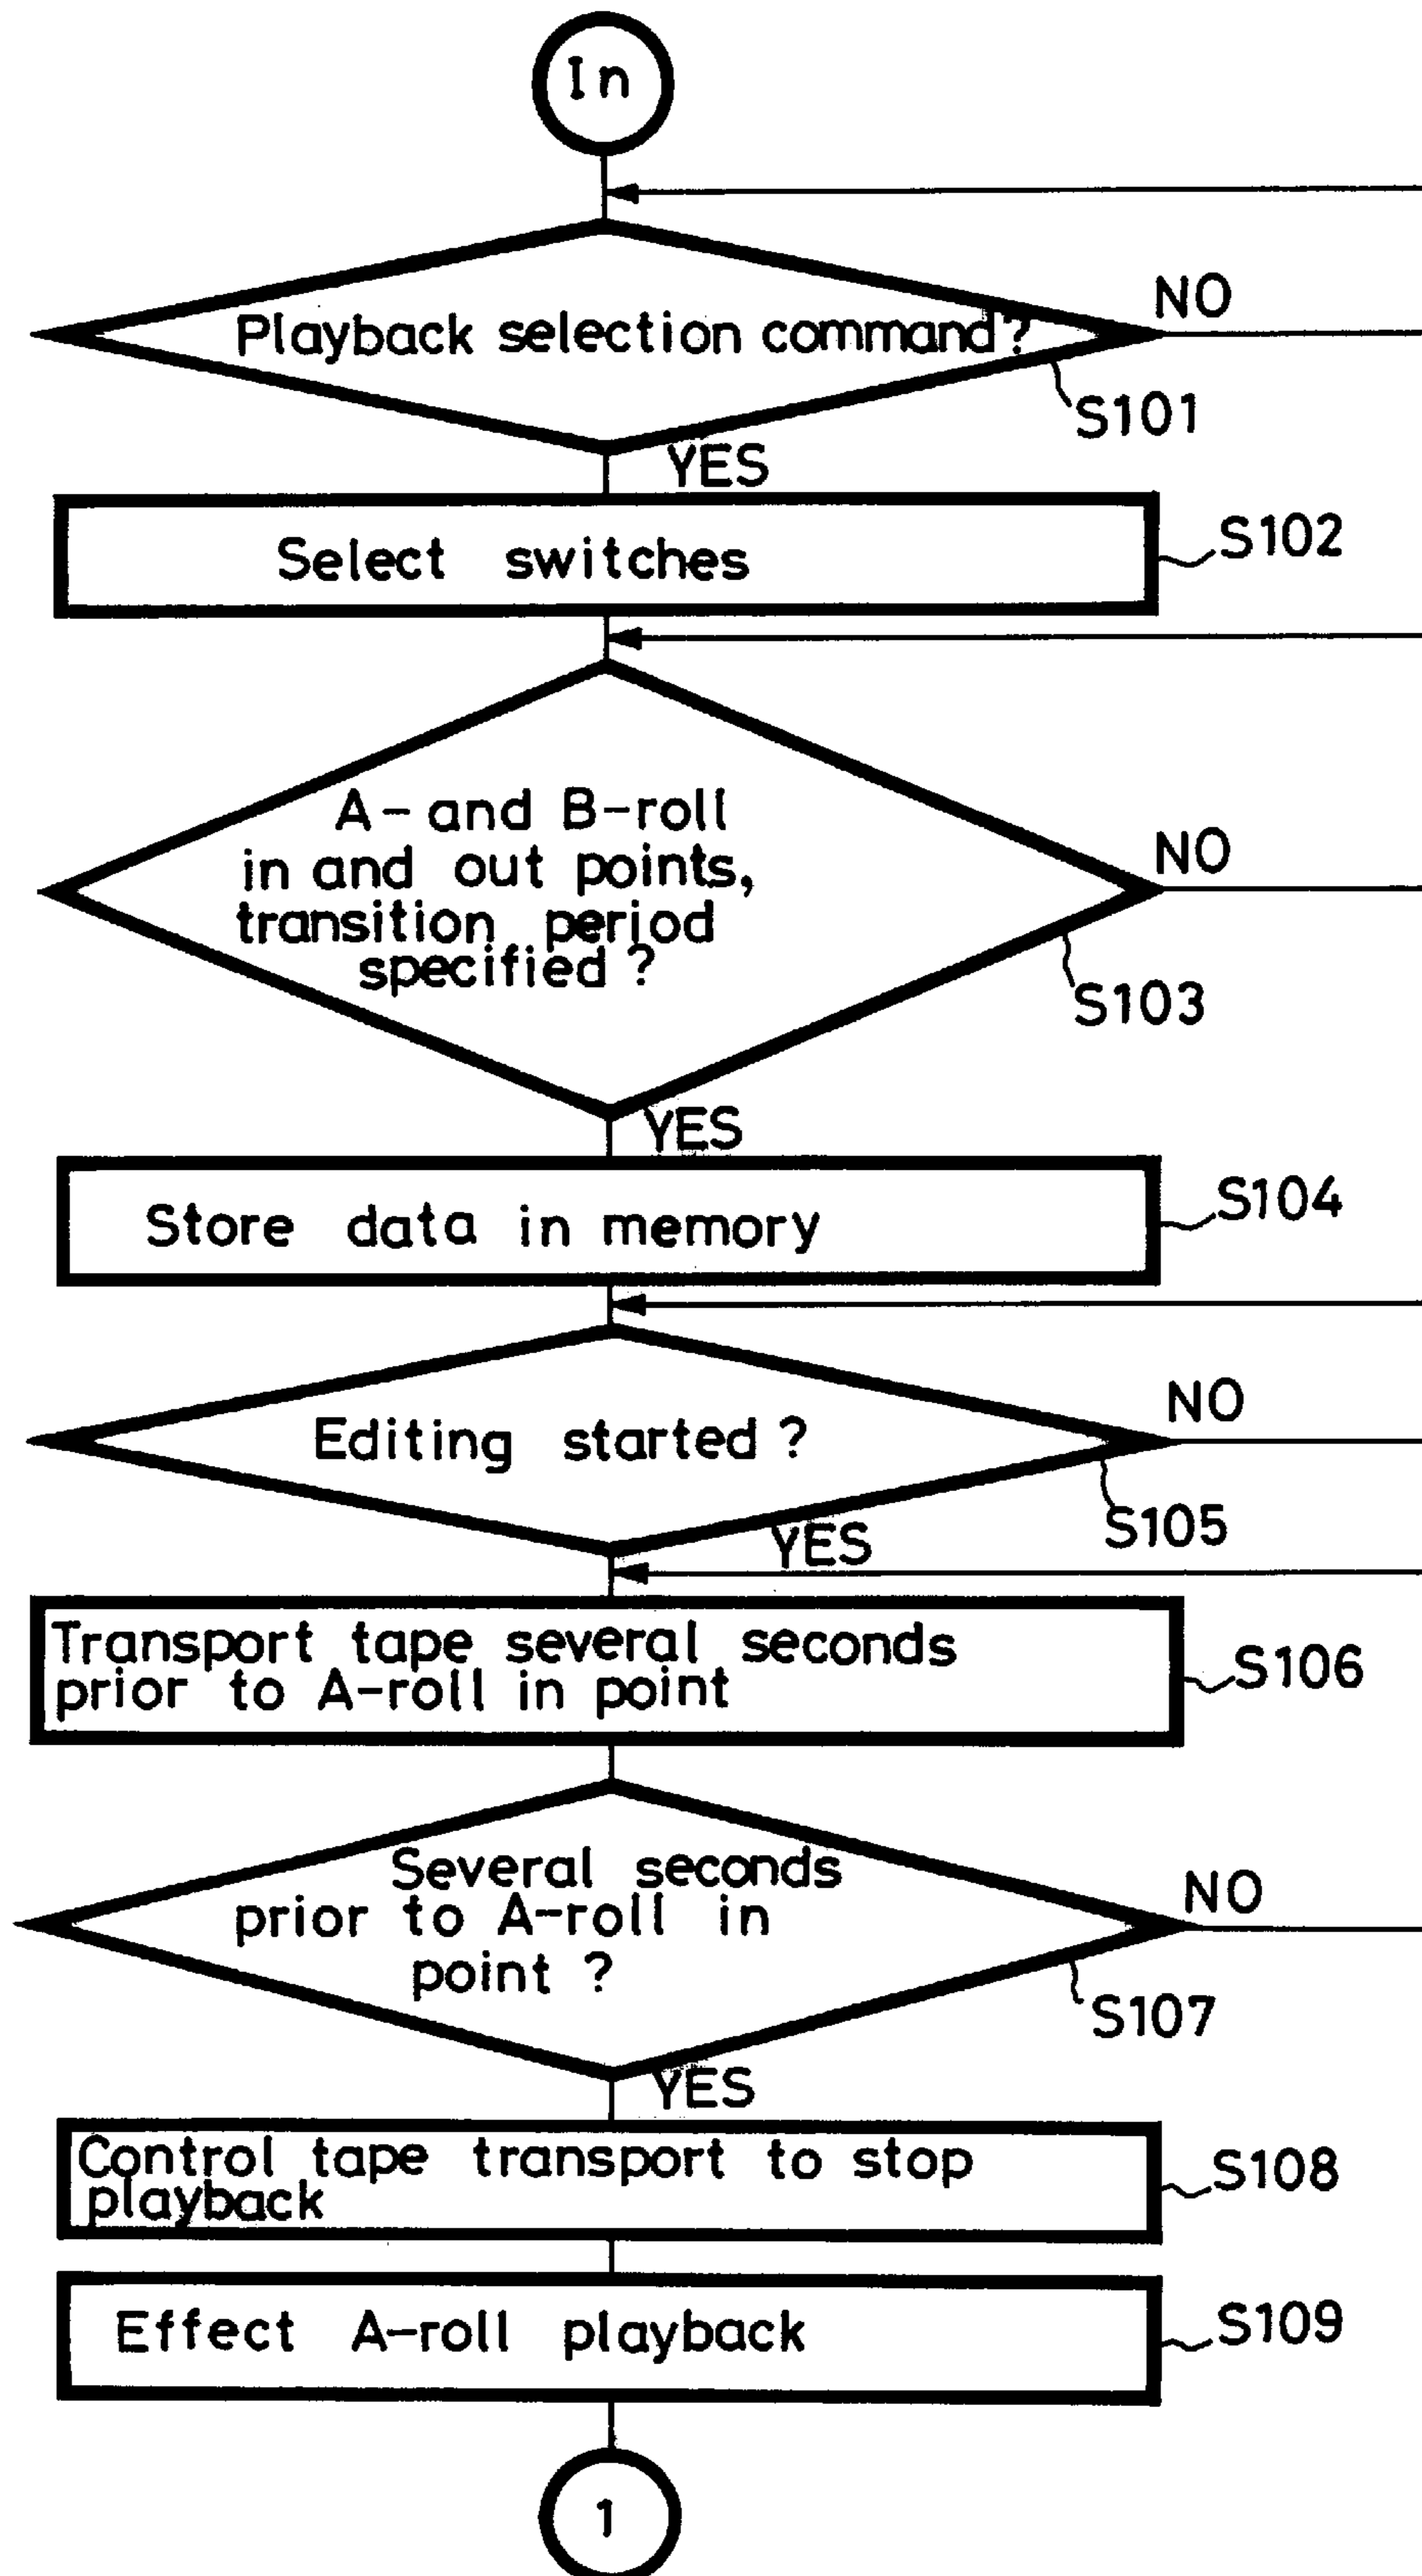 In
Playback selection command?
NO
S101
YES
Select switches
S102
A- and B-roll
in and out points,
transition period
specified ?
NO
S103
YES
Store data in memory
S104
Editing started ?
NO
S105
YES
Transport tape several seconds
prior to A-roll in point
S106
Several seconds
prior to A-roll in
point ?
NO
S107
YES
Control tape transport to stop
playback
S108
Effect A-roll playback
S109
1